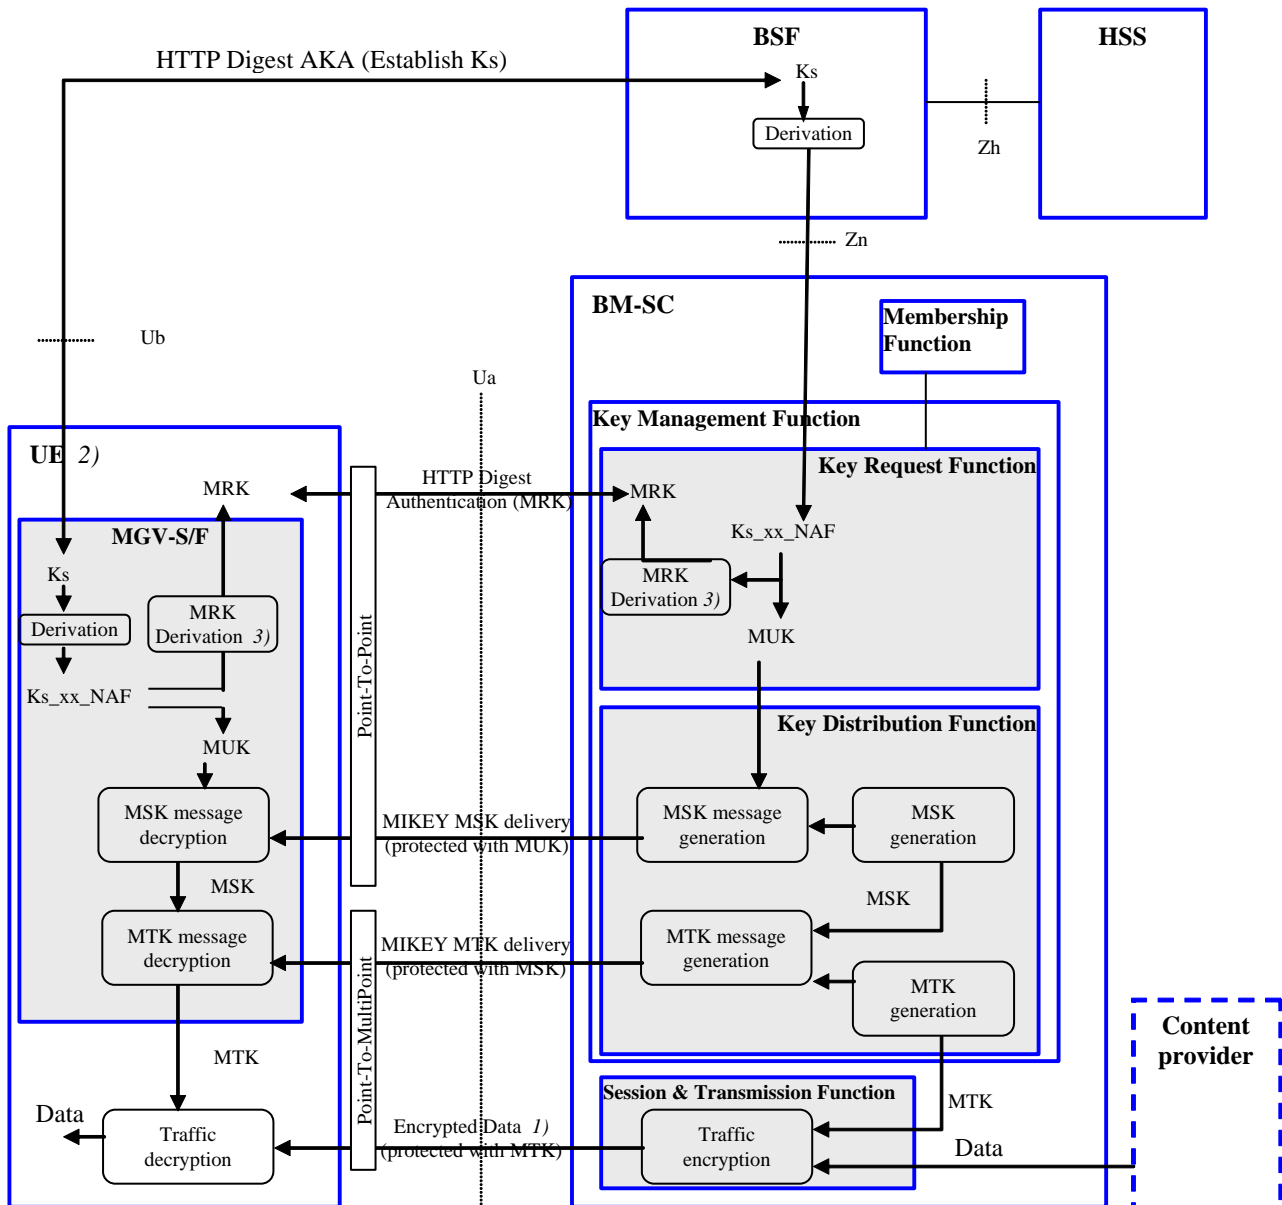 BSF
HSS
HTTP Digest AKA (Establish Ks)
Ks
Derivation
Zh
Zn
BM-SC
Membership
Function
Ub
Ua
Key Management Function
UE 2)
Key Request Function
MRK
HTTP Digest
Authentication (MRK)
MRK
MGV-S/F
Ks_xx_NAF
Ks
MRK
Derivation 3)
MRK
Derivation 3)
Derivation
MUK
Ks_xx_NAF
Point-To-Point
Key Distribution Function
MUK
MSK message
decryption
MIKEY MSK delivery
(protected with MUK)
MSK message
generation
MSK
generation
MSK
MSK
MTK message
decryption
MIKEY MTK delivery
(protected with MSK)
MTK message
generation
MTK
generation
Content
provider
MTK
Point-To-MultiPoint
Session & Transmission Function
MTK
Data
Traffic
decryption
Encrypted Data 1)
(protected with MTK)
Traffic
encryption
Data